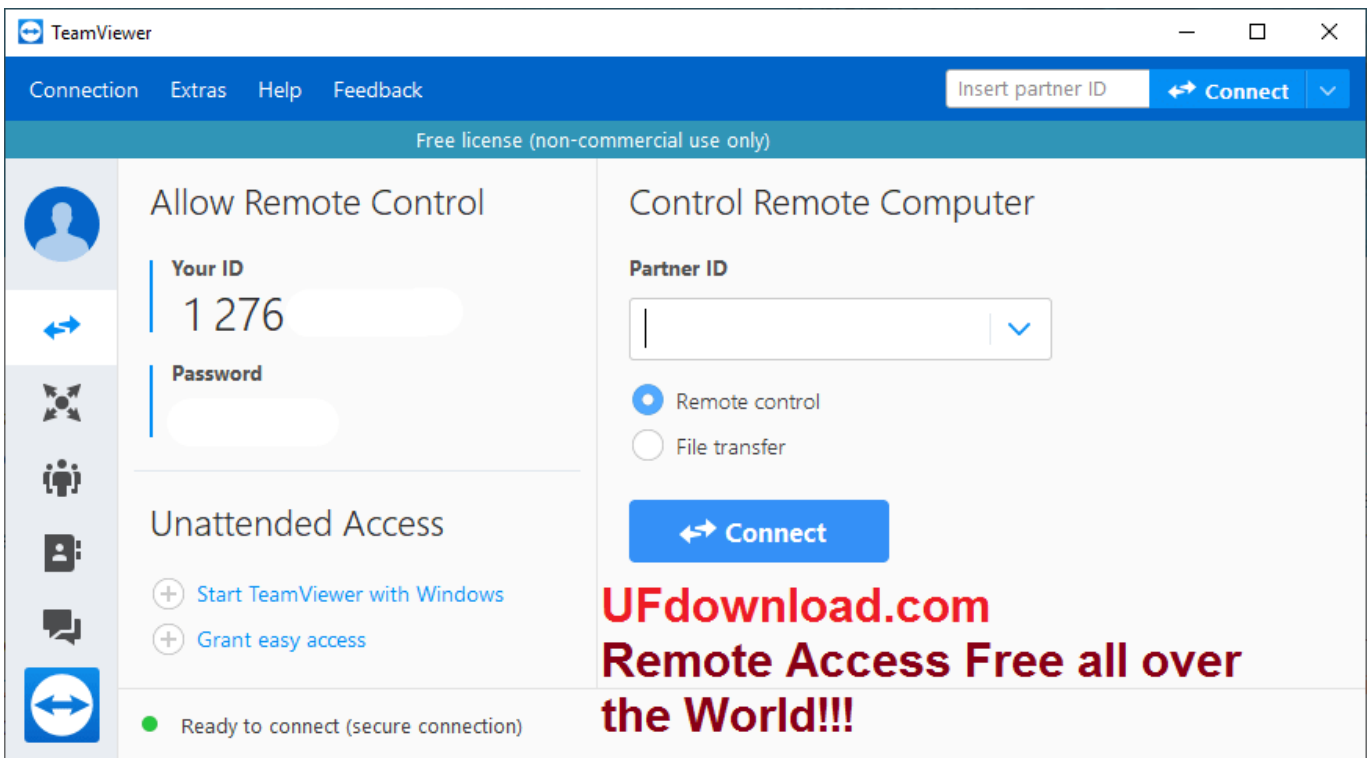 TeamViewer
Connection Extras Help Feedback
Insert partner ID
Connect
Free license (non-commercial use only)
Allow Remote Control
Your ID
1 276
Password
Unattended Access
Start TeamViewer with Windows
Grant easy access
Control Remote Computer
Partner ID
Remote control
File transfer
Connect
UFdownload.com
Remote Access Free all over
the World!!!
Ready to connect (secure connection)